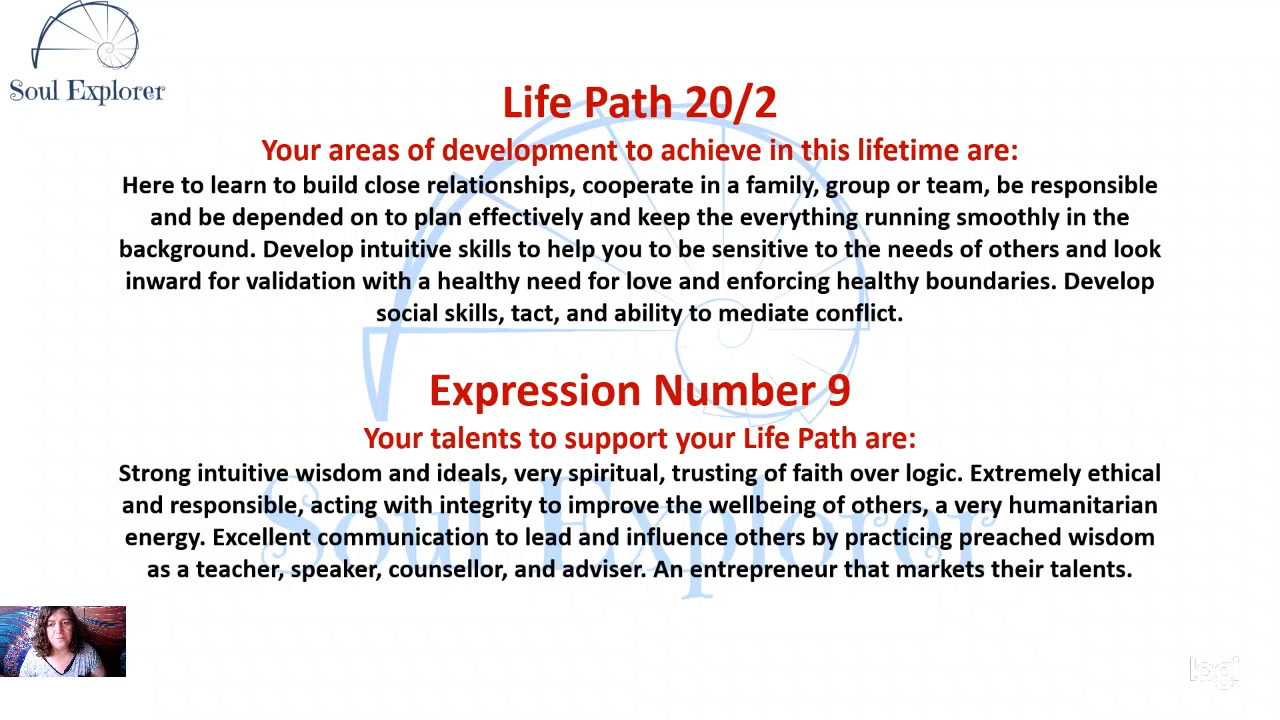 Soul Explorer
Life Path 20/2
Your areas of development to achieve in this lifetime are:
Here to learn to build close relationships, cooperate in a family, group or team, be responsible
and be depended on to plan effectively and keep the everything running smoothly in the
background. Develop intuitive skills to help you to be sensitive to the needs of others and look
inward for validation with a healthy need for love and enforcing healthy boundaries. Develop
social skills, tact, and ability to mediate conflict.
Expression Number 9
Your talents to support your Life Path are:
Strong intuitive wisdom and ideals, very spiritual, trusting of faith over logic. Extremely ethical
and responsible, acting with integrity to improve the wellbeing of others, a very humanitarian
energy. Excellent communication to lead and influence others by practicing preached wisdom
as a teacher, speaker, counsellor, and adviser. An entrepreneur that markets their talents.
Soul Explorer
logi